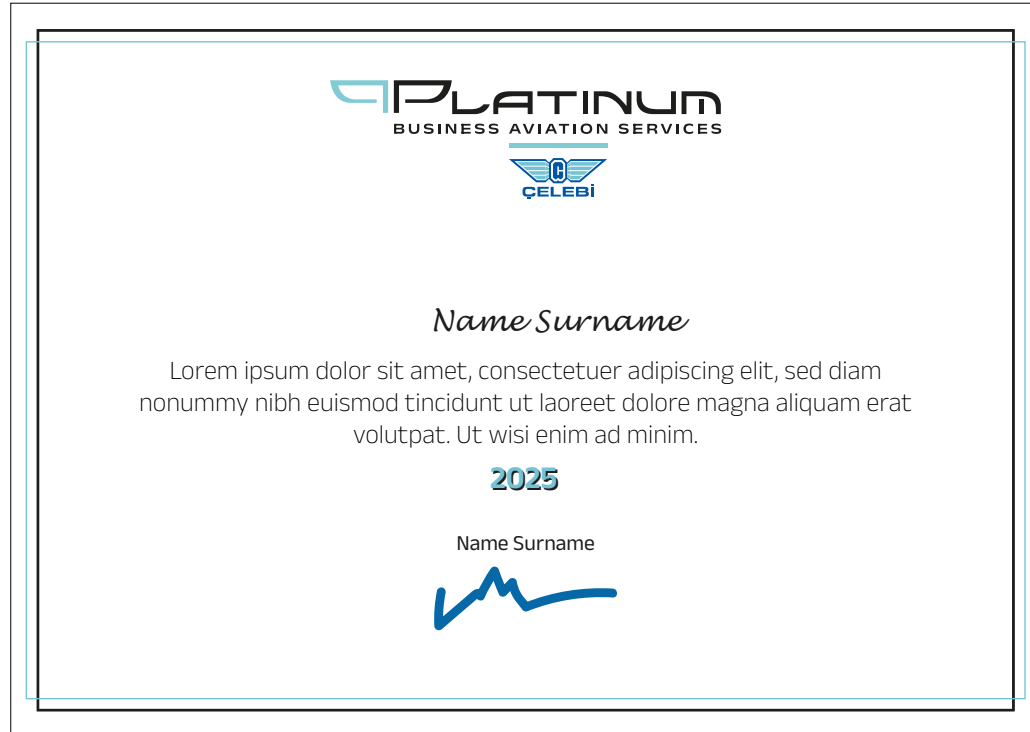 PLATINUM
BUSINESS AVIATION SERVICES
ÇELEBİ
Name Surname
Lorem ipsum dolor sit amet, consectetuer adipiscing elit, sed diam
nonummy nibh euismod tincidunt ut laoreet dolore magna aliquam erat
volutpat. Ut wisi enim ad minim.
2025
Name Surname